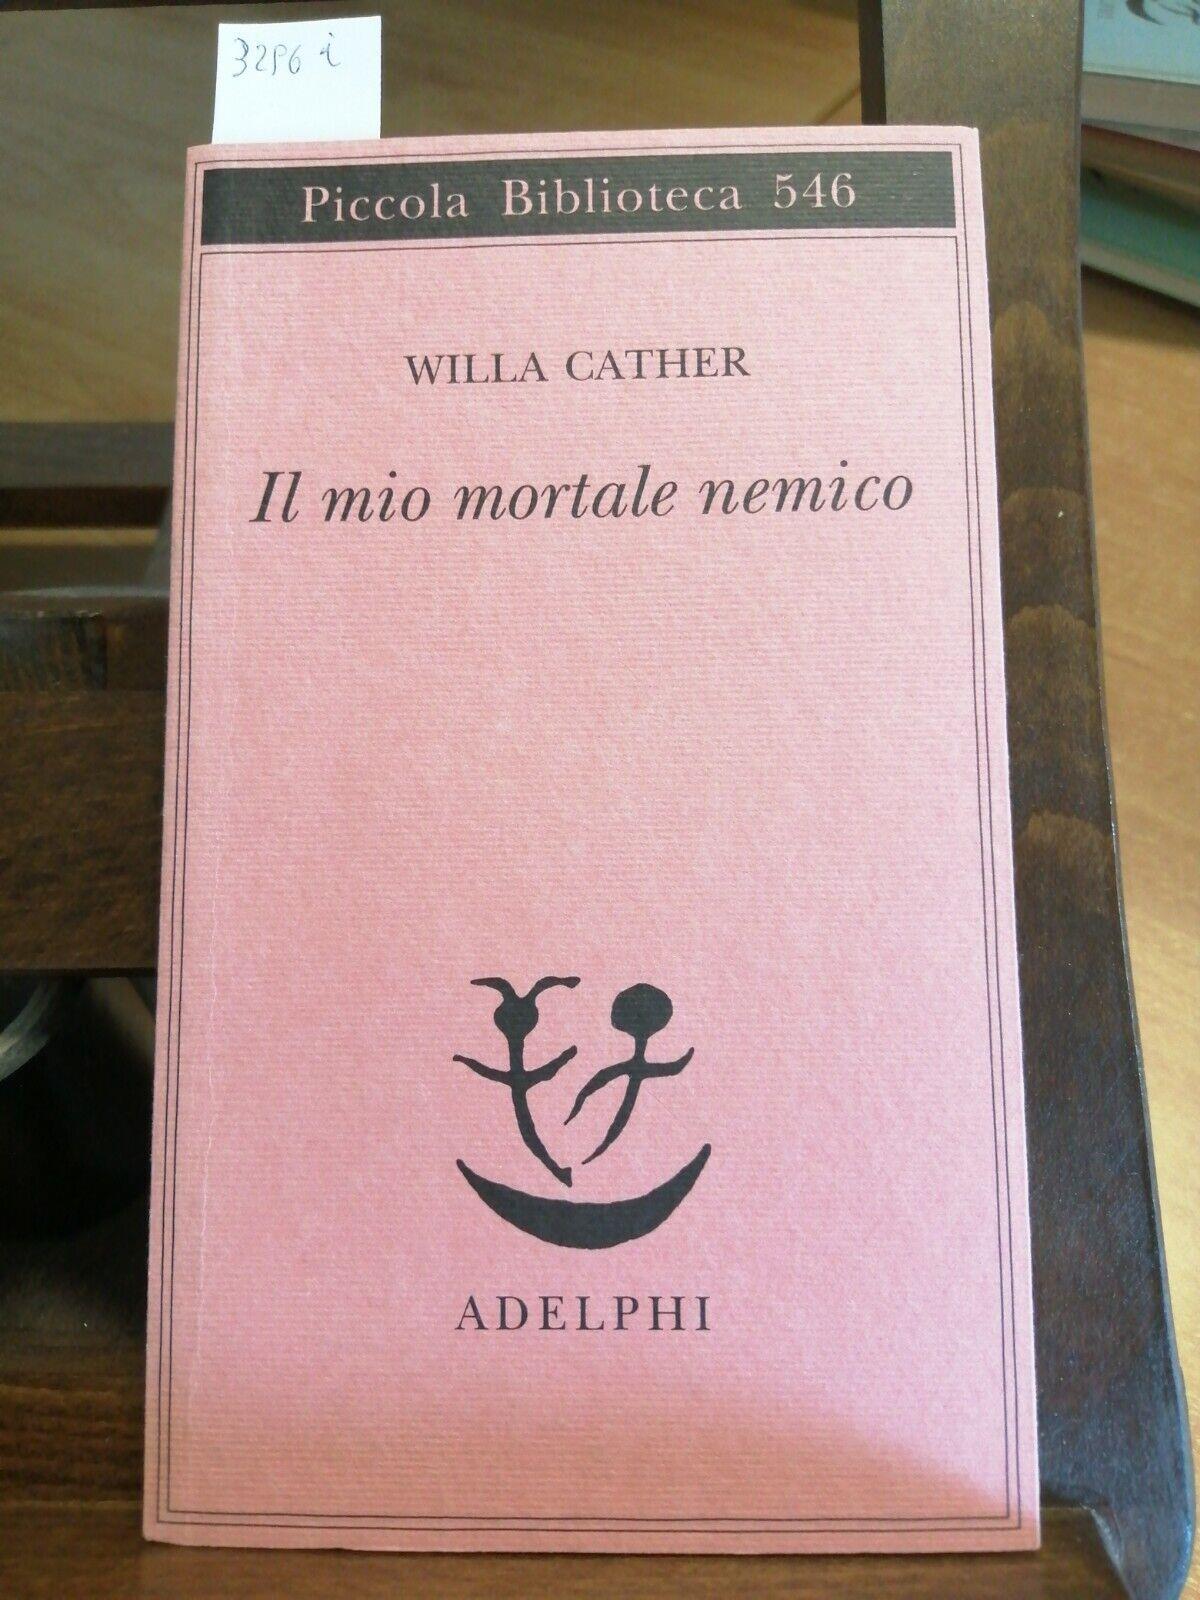 3296 i
Piccola Biblioteca 546
WILLA CATHER
Il mio mortale nemico
ADELPHI